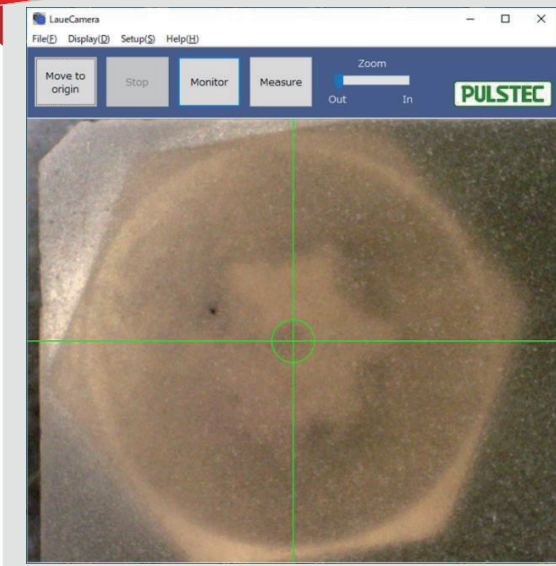 LaueCamera
File(F) Display(D) Setup(S) Help(H)
Move to
origin
Stop
Monitor
Measure
Zoom
Out In
PULSTEC